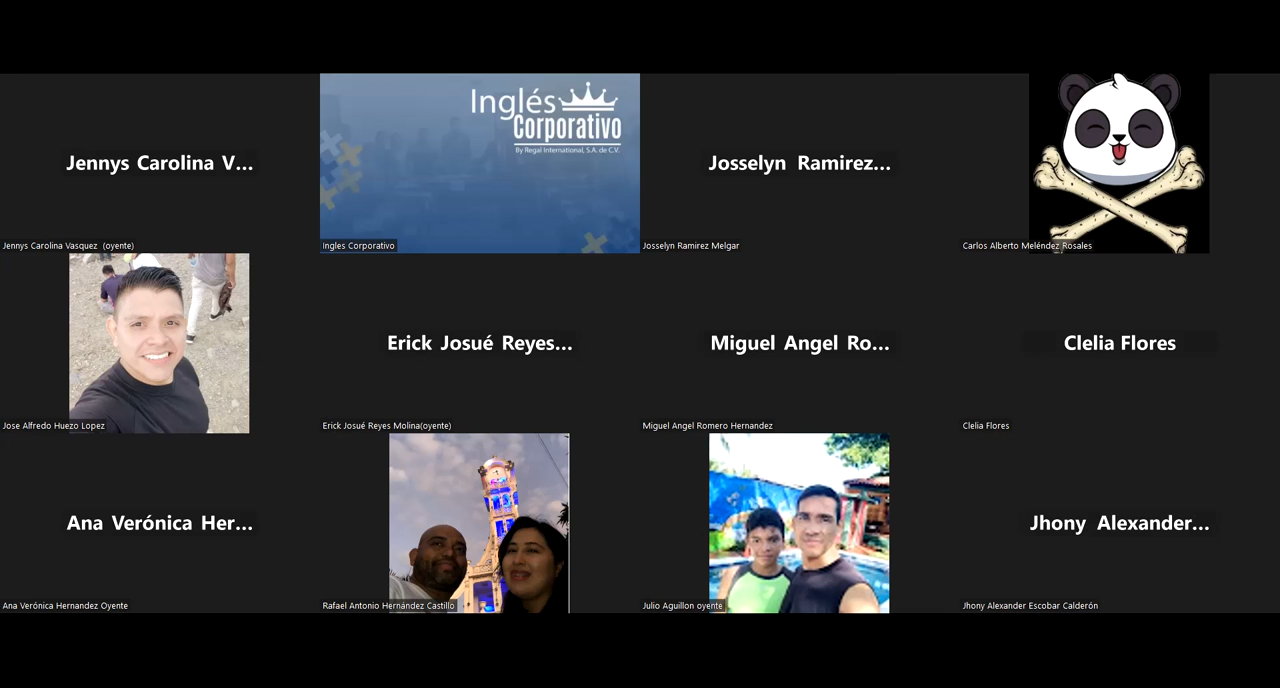 Jennys Carolina V...
Jennys Carolina Vasquez (oyente)
Inglés
Corporativo
By Regal International, S.A. de C.V.
Ingles Corporativo
Josselyn Ramirez...
Josselyn Ramirez Melgar
Carlos Alberto Meléndez Rosales
Jose Alfredo Huezo Lopez
Erick Josué Reyes...
Erick Josué Reyes Molina(oyente)
Miguel Angel Ro...
Miguel Angel Romero Hernandez
Clelia Flores
Clelia Flores
Ana Verónica Her...
Ana Verónica Hernandez Oyente
Rafael Antonio Hernández Castillo
Julio Aguillon oyente
Jhony Alexander...
Jhony Alexander Escobar Calderón